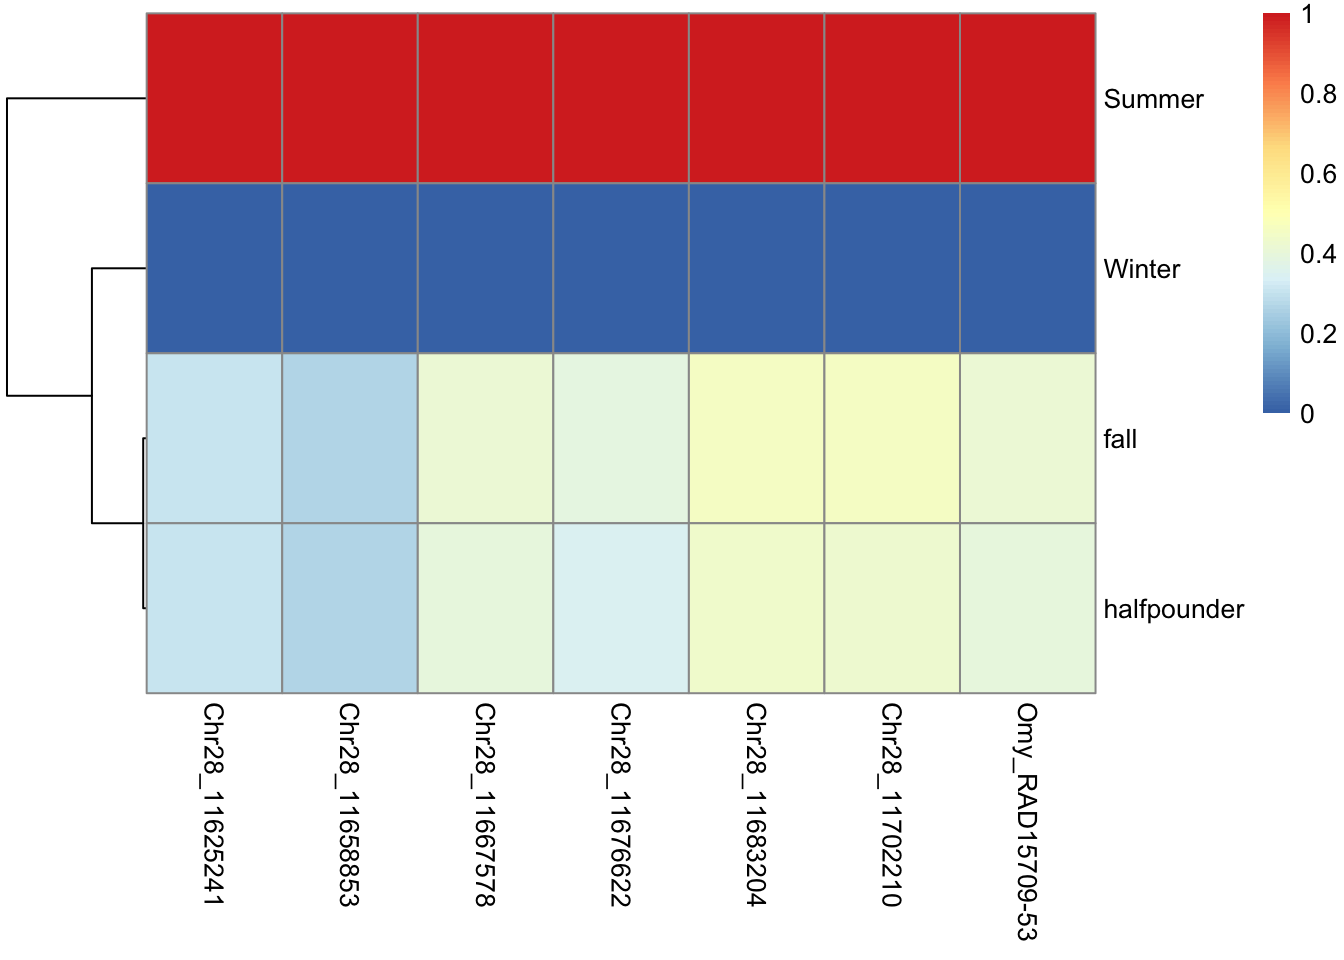 1
0.8
0.6
0.4
0.2
0
Summer
Winter
fall
halfpounder
Chr28_11625241
Chr28_11658853
Chr28_11667578
Chr28_11676622
Chr28_11683204
Chr28_11702210
Omy_RAD15709-53